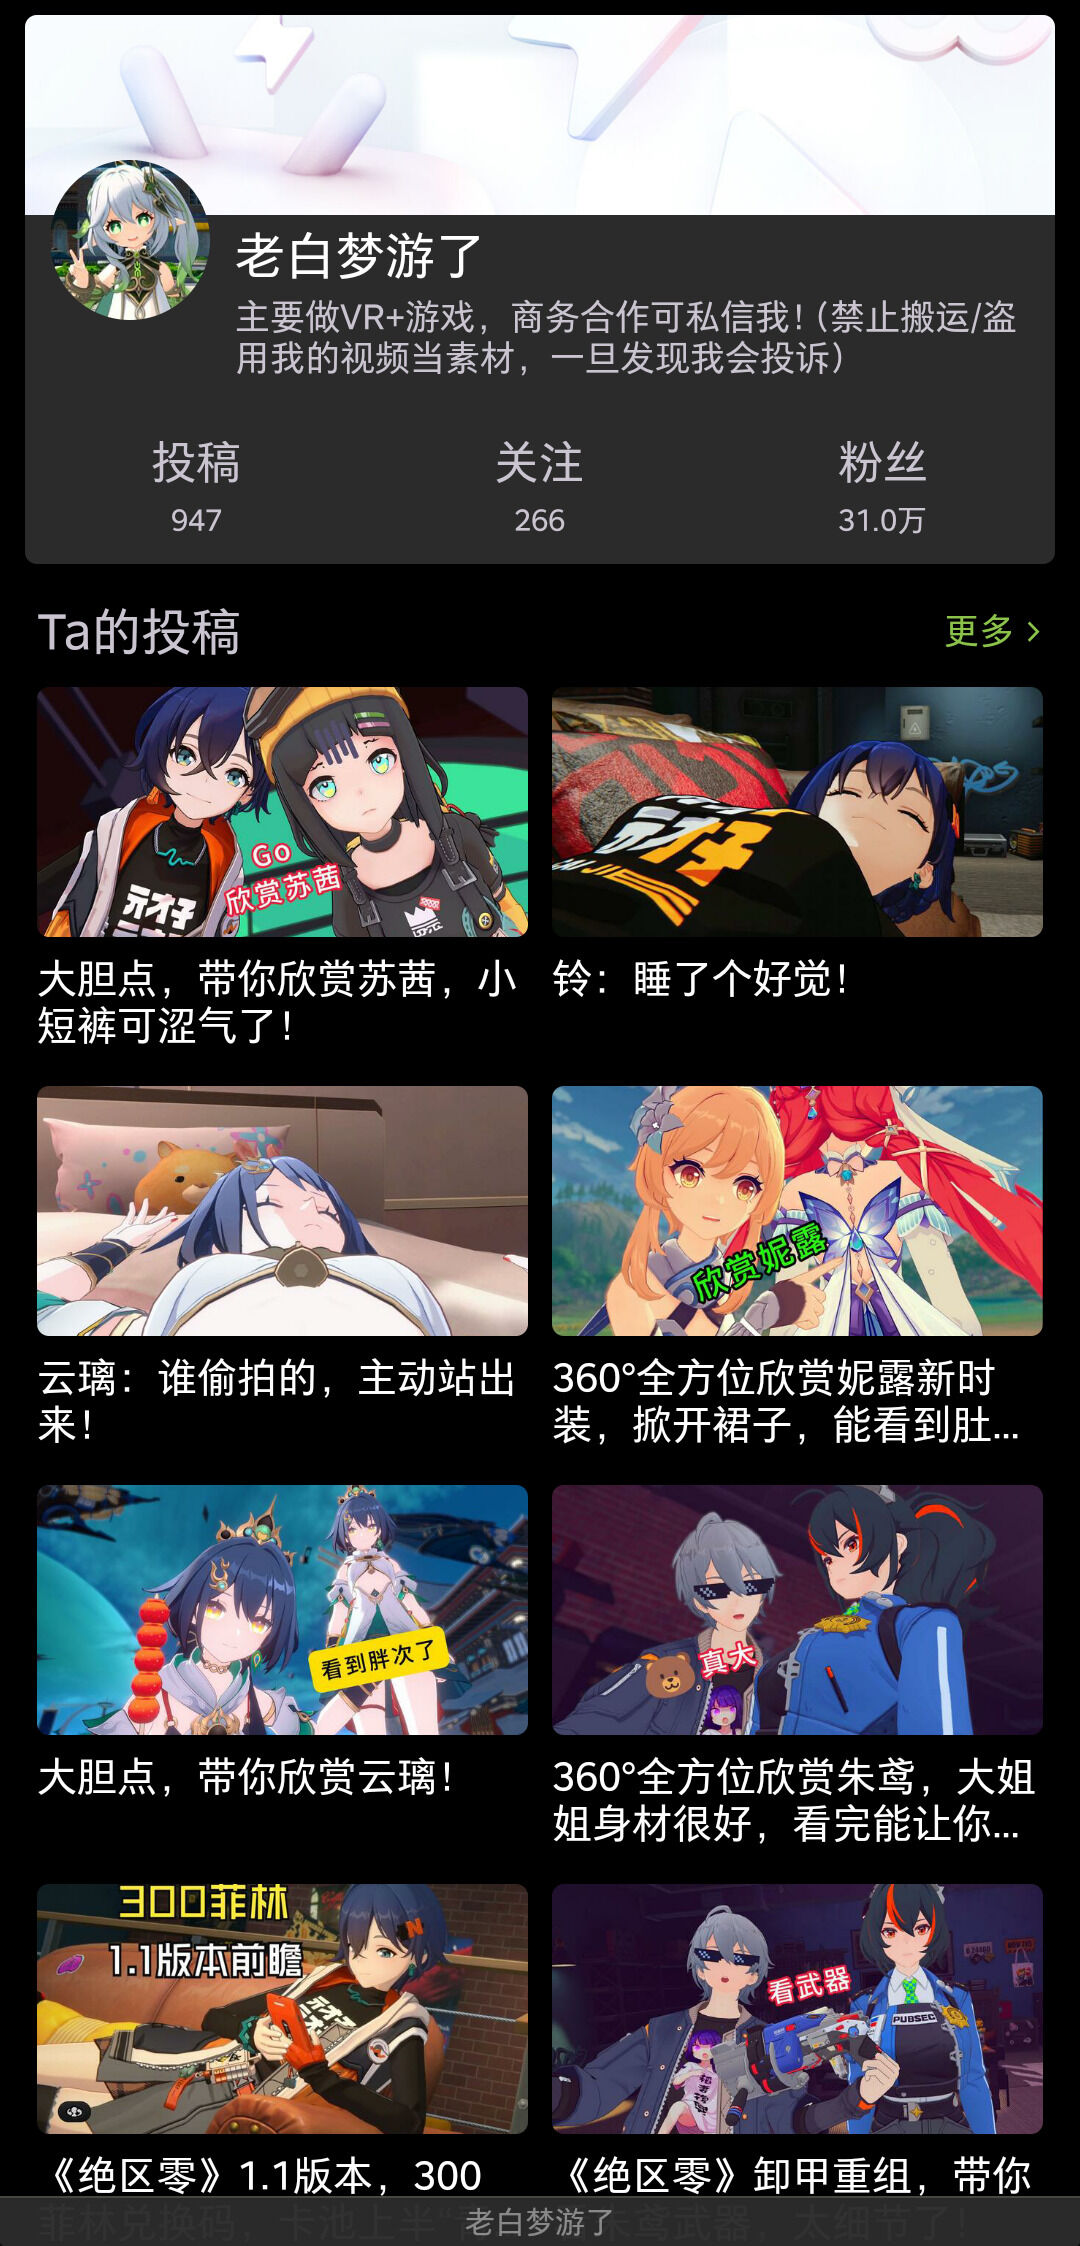 老白梦游了
主要做VR+游戏，商务合作可私信我！(禁止搬运/盗
用我的视频当素材，一旦发现我会投诉)
投稿
关注
粉丝
947
266
31.0万
Ta的投稿
更多 >
Go
欣赏苏茜
大胆点，带你欣赏苏茜，小
短裤可涩气了！
铃：睡了个好觉！
欣赏妮露
云璃：谁偷拍的，主动站出
来！
360°全方位欣赏妮露新时
装，掀开裙子，能看到肚...
看到胖次了
真大
大胆点，带你欣赏云璃！
360°全方位欣赏朱鸢，大姐
姐身材很好，看完能让你...
300菲林
1.1版本前瞻
看武器
PUBSEC
《绝区零》1.1版本，300
《绝区零》卸甲重组，带你
老白梦游了